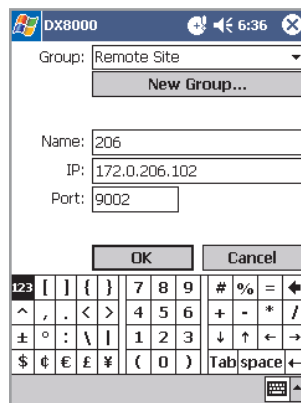 DX8000 6:36
Group: Remote Site
New Group...
Name: 206
IP: 172.0.206.102
Port: 9002
OK Cancel
123 [ ] { } 7 8 9 # % = ←
^ , . < > 4 5 6 + - * /
± ° : \ | 1 2 3 ↓ ↑ ← →
$ ¢ € £ ¥ ( 0 ) Tab space ←